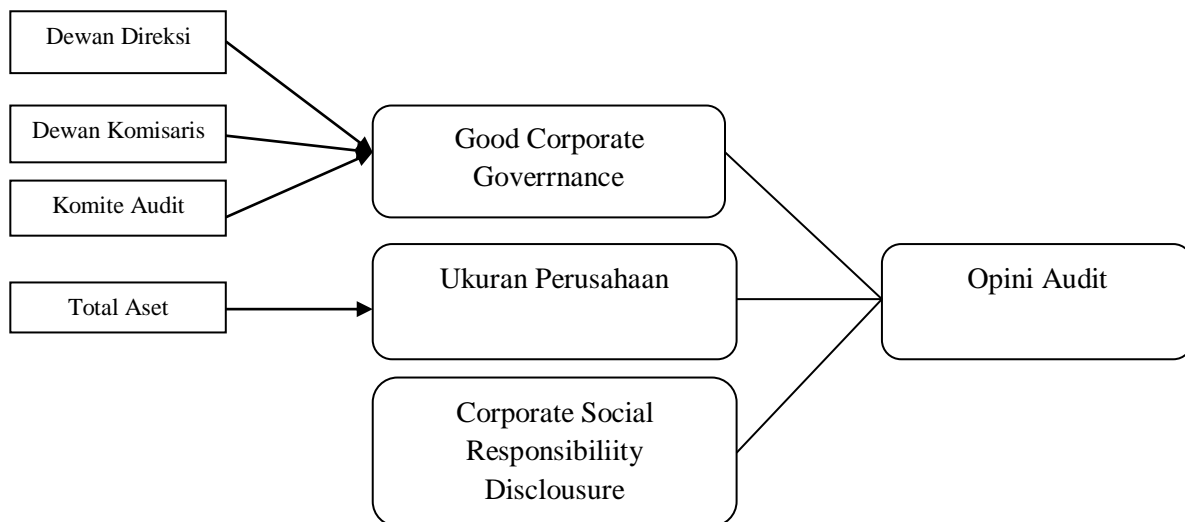 Dewan Direksi
Dewan Komisaris
Komite Audit
Total Aset
Good Corporate
Goverrnance
Ukuran Perusahaan
Corporate Social
Responsibiliity
Disclousure
Opini Audit